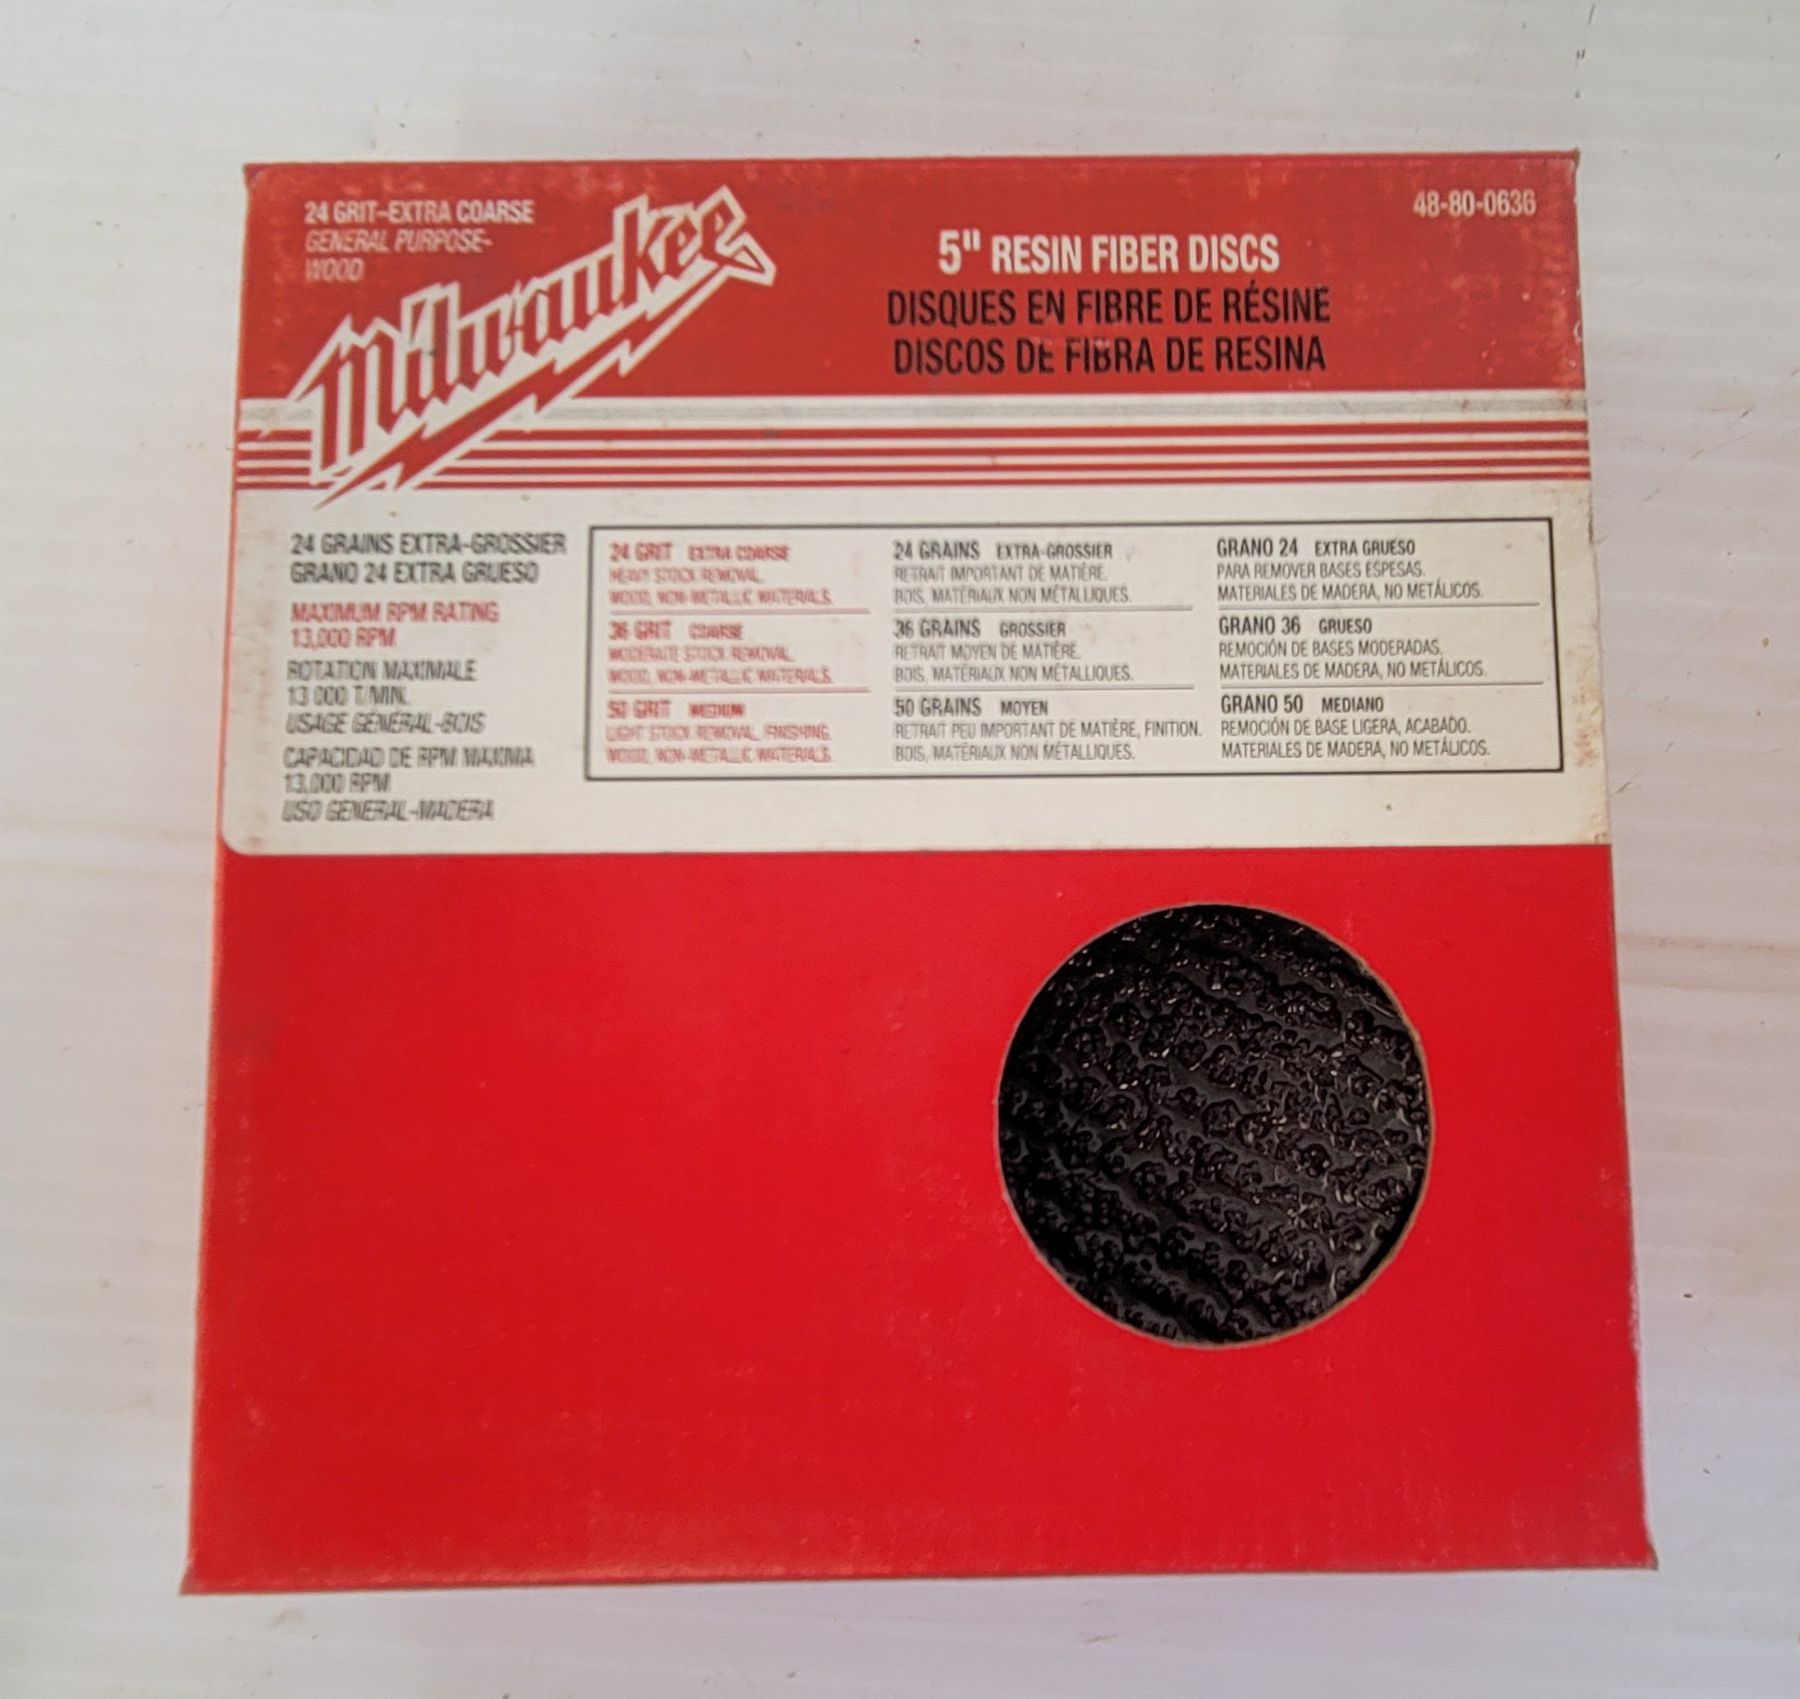 24 GRIT-EXTRA COARSE
GENERAL PURPOSE-
WOOD
Milwaukee
5" RESIN FIBER DISCS
DISQUES EN FIBRE DE RÉSINE
DISCOS DE FIBRA DE RESINA
48-80-0636
24 GRAINS EXTRA-GROSSIER
GRANO 24 EXTRA GRUESO
MAXIMUM RPM RATING
13,000 RPM
ROTATION MAXIMALE
13 000 T/MIN.
USAGE GÉNÉRAL-BOIS
CAPACIDAD DE RPM MÁXIMA
13,000 RPM
USO GENERAL-MADERA
24 GRIT EXTRA COARSE
HEAVY STOCK REMOVAL.
WOOD, NON-METALLIC MATERIALS.
36 GRIT COARSE
MODERATE STOCK REMOVAL.
WOOD, NON-METALLIC MATERIALS.
50 GRIT MEDIUM
LIGHT STOCK REMOVAL, FINISHING.
WOOD, NON-METALLIC MATERIALS.
24 GRAINS EXTRA-GROSSIER
RETRAIT IMPORTANT DE MATIÈRE.
BOIS, MATÉRIAUX NON MÉTALLIQUES.
36 GRAINS GROSSIER
RETRAIT MOYEN DE MATIÈRE.
BOIS, MATÉRIAUX NON MÉTALLIQUES.
50 GRAINS MOYEN
RETRAIT PEU IMPORTANT DE MATIÈRE, FINITION.
BOIS, MATÉRIAUX NON MÉTALLIQUES.
GRANO 24 EXTRA GRUESO
PARA REMOVER BASES ESPESAS.
MATERIALES DE MADERA, NO METÁLICOS.
GRANO 36 GRUESO
REMOCIÓN DE BASES MODERADAS.
MATERIALES DE MADERA, NO METÁLICOS.
GRANO 50 MEDIANO
REMOCIÓN DE BASE LIGERA, ACABADO.
MATERIALES DE MADERA, NO METÁLICOS.